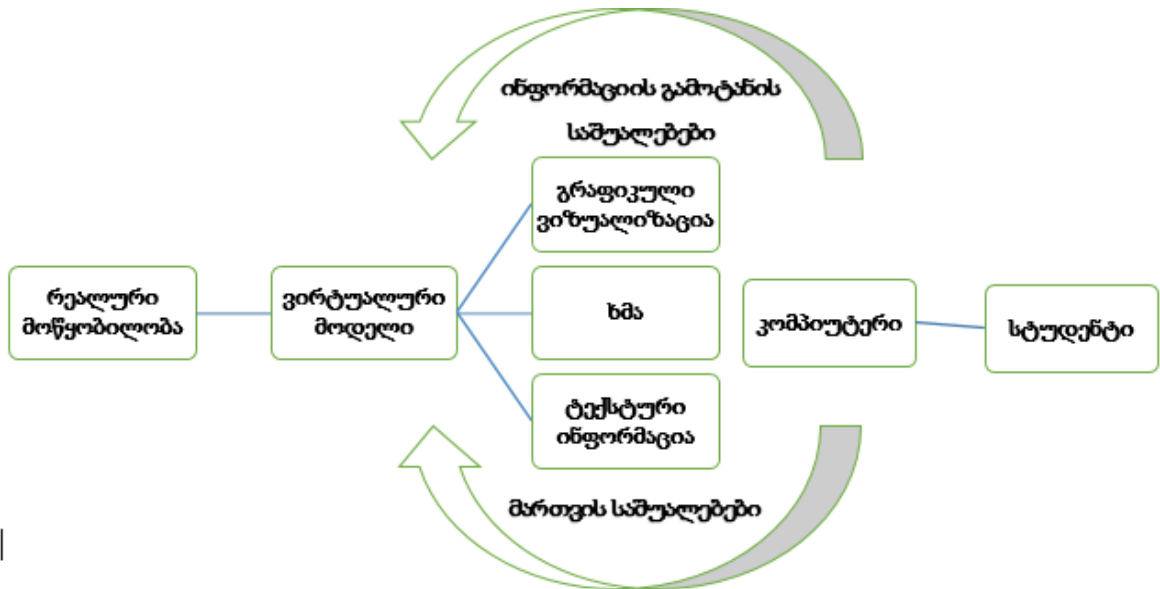 ინფორმაციის გამოტანის
საშუალებები
გრაფიკული
ვიზუალიზაცია
რეალური
მოწყობილობა
ვირტუალური
მოდელი
ხმა
კომპიუტერი
სტუდენტი
ტექსტური
ინფორმაცია
მართვის საშუალებები